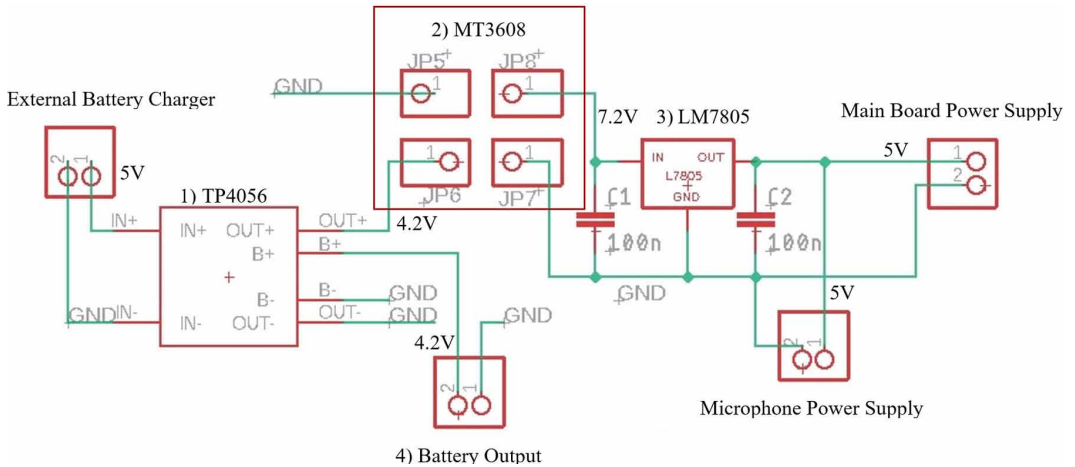 2) MT3608
JP5
1
JP8
1
GND
External Battery Charger
2
1
5V
7.2V
3) LM7805
Main Board Power Supply
IN
OUT
L7805
GND
5V
1
2
1
JP6
1
JP7
C1
100n
C2
100n
1) TP4056
IN+
IN+
OUT+
OUT+
4.2V
B+
B+
B-
B-
GND
GND
IN-
IN-
OUT-
OUT-
GND
GND
5V
4.2V
GND
2
1
2
1
Microphone Power Supply
4) Battery Output